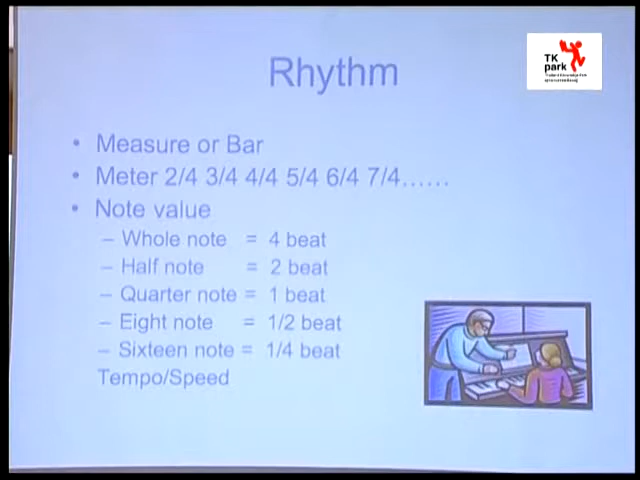 Rhythm
TK
park
• Measure or Bar
• Meter 2/4 3/4 4/4 5/4 6/4 7/4……
• Note value
– Whole note = 4 beat
– Half note = 2 beat
– Quarter note = 1 beat
– Eight note = 1/2 beat
– Sixteen note = 1/4 beat
Tempo/Speed